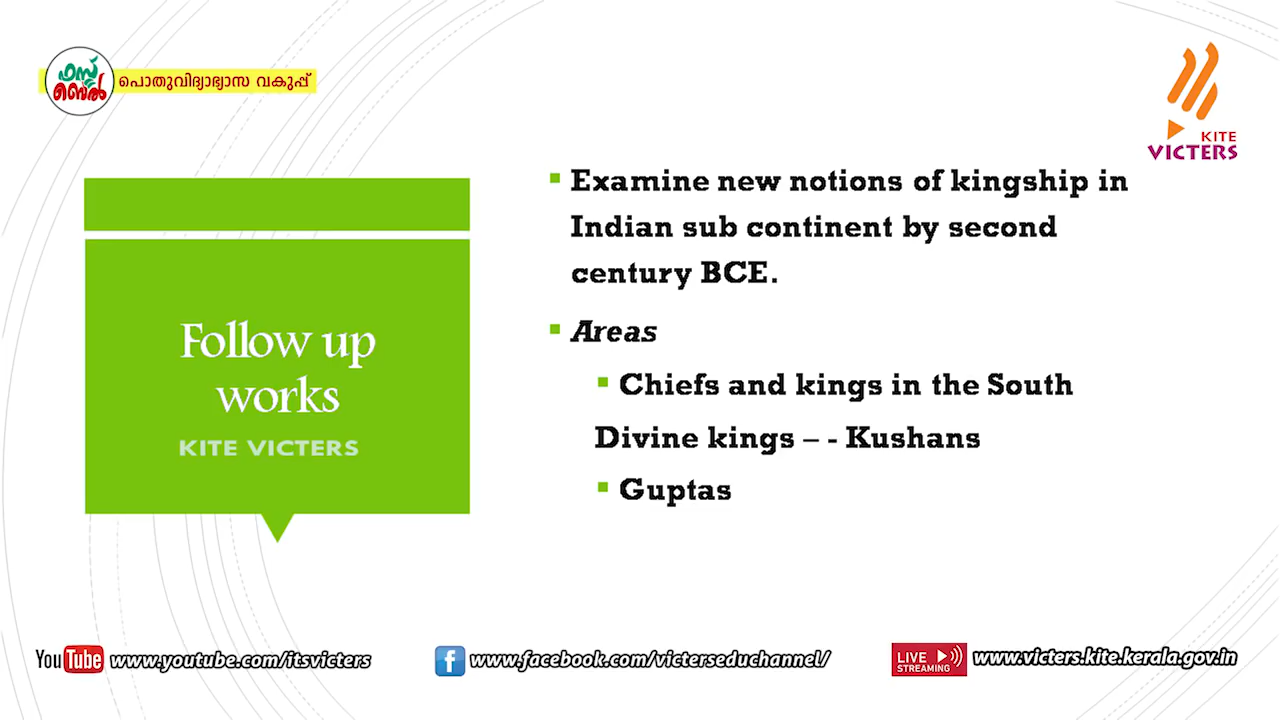 ഫസ്റ്റ്
ബെൽ
പൊതുവിദ്യാഭ്യാസ വകുപ്പ്
KITE
VICTERS
Follow up
works
KITE VICTERS
Examine new notions of kingship in
Indian sub continent by second
century BCE.
Areas
Chiefs and kings in the South
Divine kings – - Kushans
Guptas
YouTube www.youtube.com/itsvicters
f www.facebook.com/victerseduchannel/
LIVE
STREAMING
www.victers.kite.kerala.gov.in